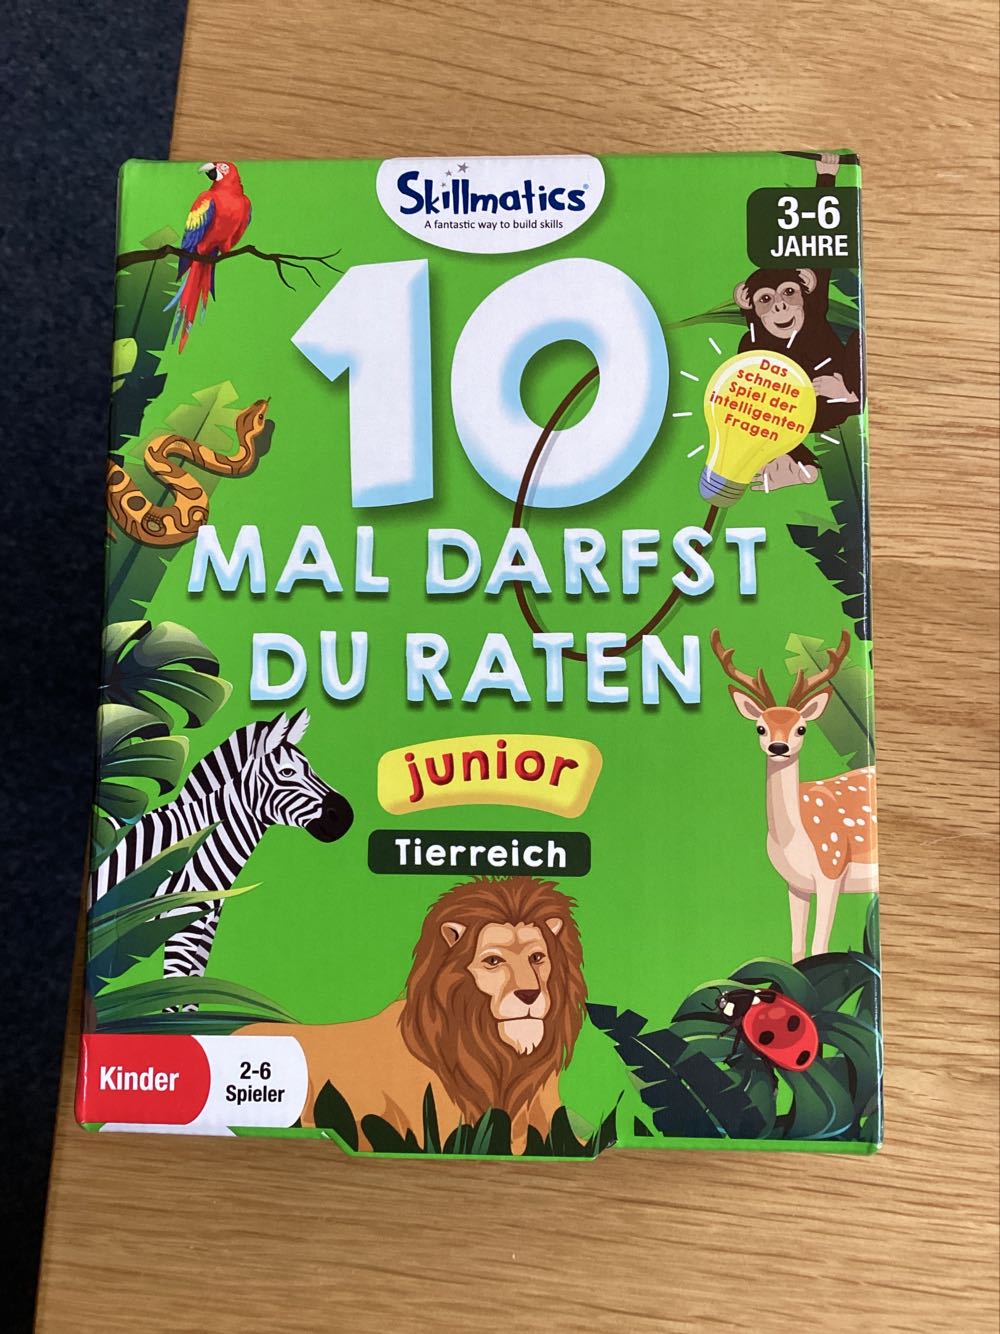 Skillmatics®
A fantastic way to build skills
3-6
JAHRE
10
Das
schnelle
Spiel der
intelligenten
Fragen
MAL DARFST
DU RATEN
junior
Tierreich
Kinder
2-6
Spieler